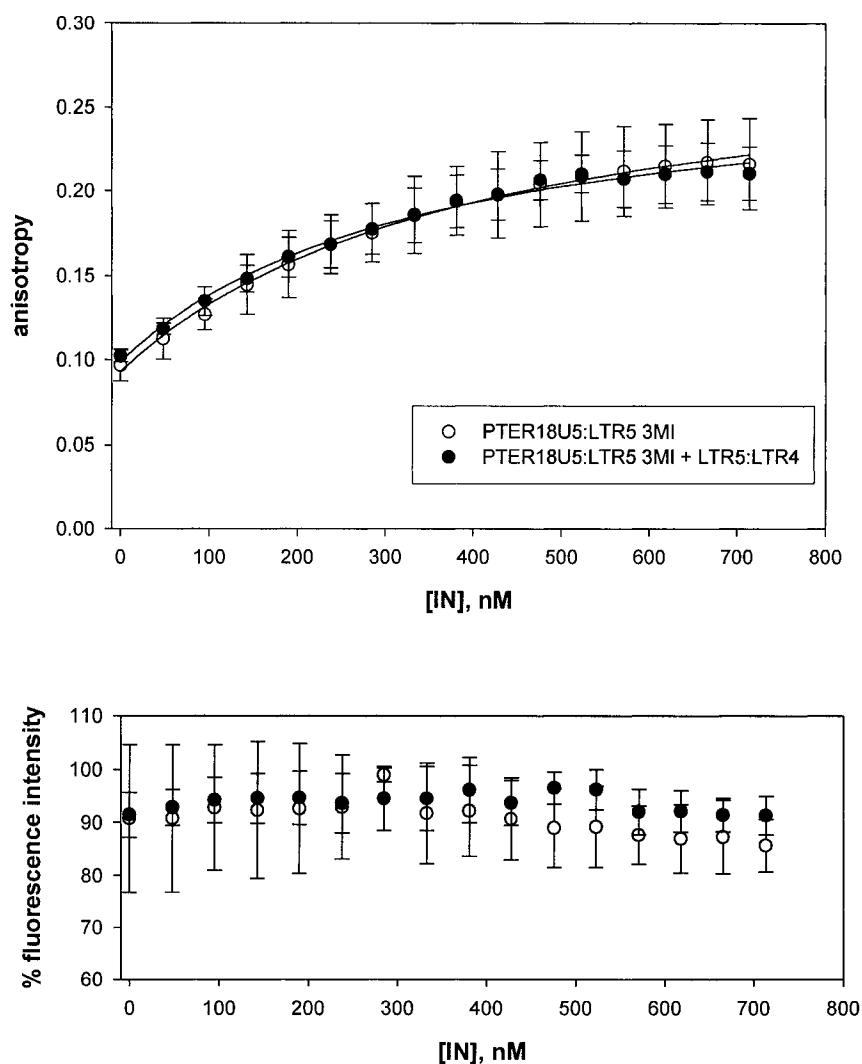 0.30
0.25
0.20
0.15
0.10
0.05
0.00
anisotropy
PTER18U5:LTR5 3MI
PTER18U5:LTR5 3MI + LTR5:LTR4
0 100 200 300 400 500 600 700 800
[IN], nM
110
100
90
80
70
60
% fluorescence intensity
0 100 200 300 400 500 600 700 800
[IN], nM